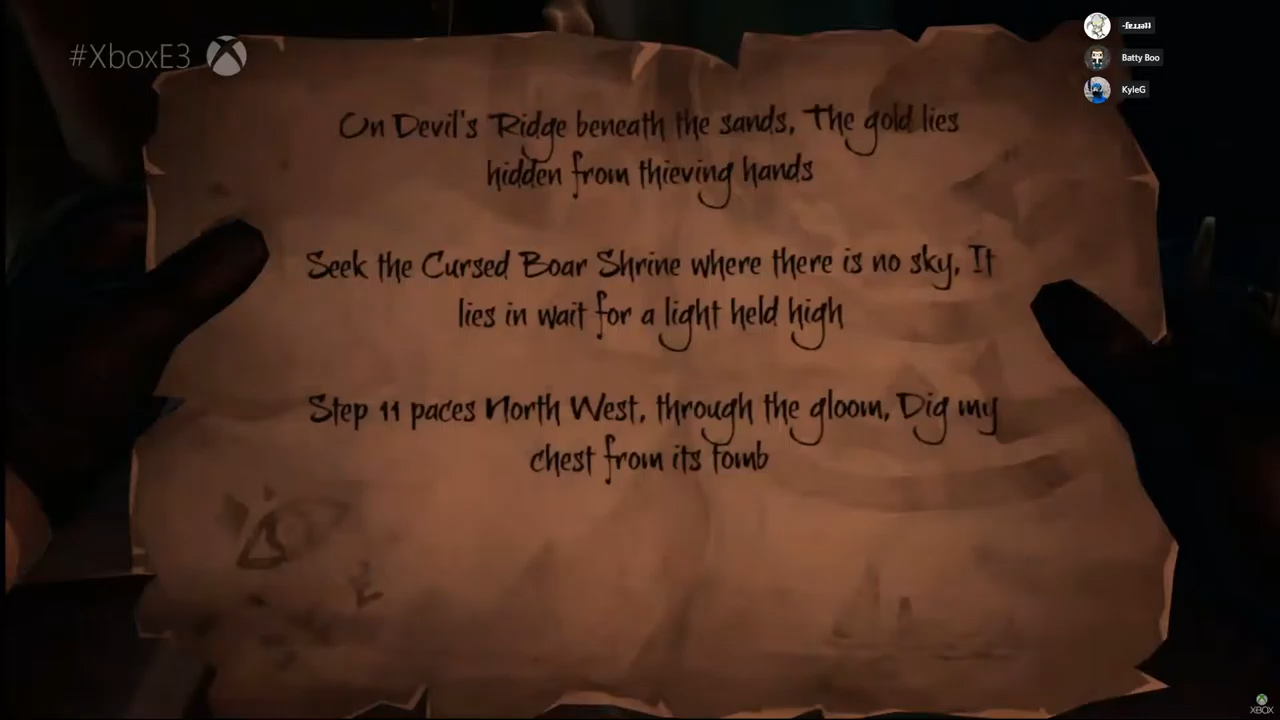 #XboxE3
Batty Boo
KyleG
On Devil's Ridge beneath the sands, The gold lies
hidden from thieving hands
Seek the Cursed Boar Shrine where there is no sky, It
lies in wait for a light held high
Step 11 paces North West, through the gloom, Dig my
chest from its tomb
XBOX